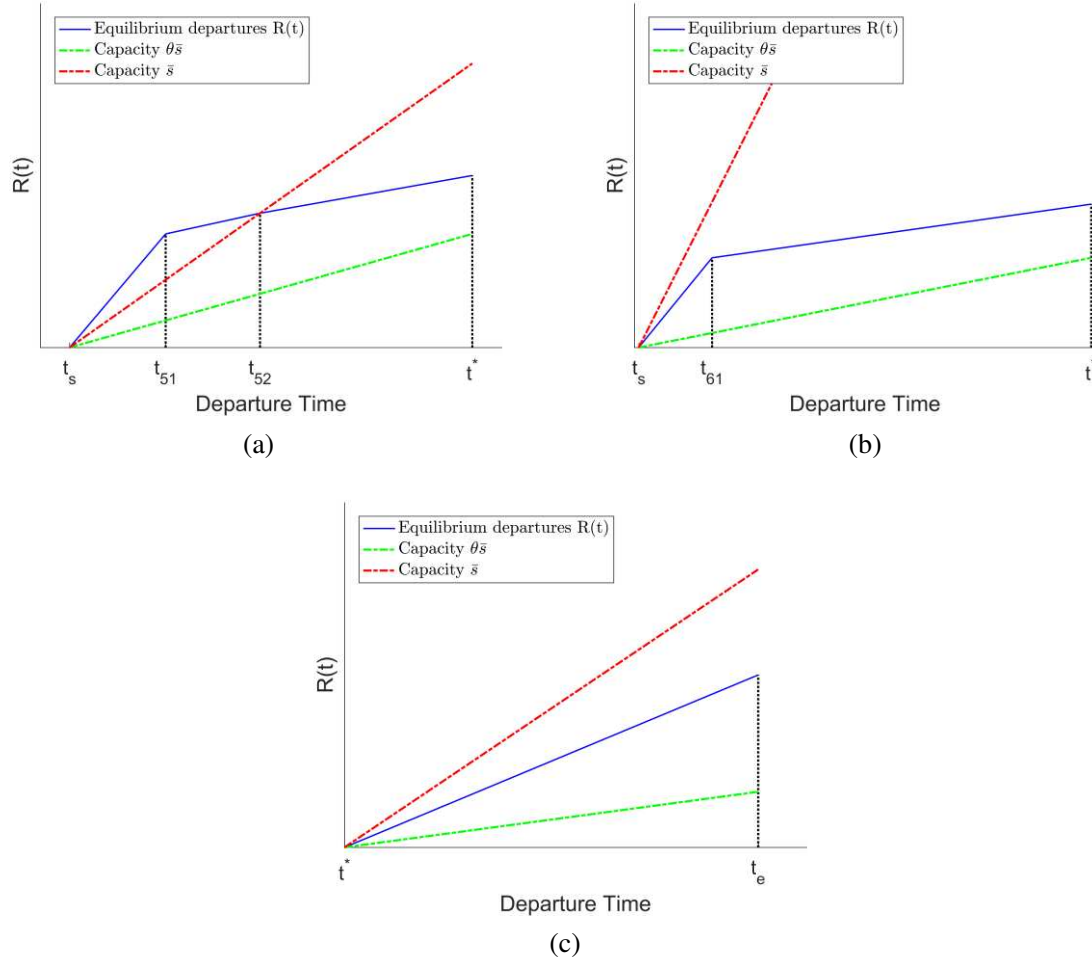 Equilibrium departures R(t)
Capacity θs̄
Capacity s̄
R(t)
t_s t_51 t_52 t^*
Departure Time
(a)
Equilibrium departures R(t)
Capacity θs̄
Capacity s̄
R(t)
t_s t_61 t^*
Departure Time
(b)
Equilibrium departures R(t)
Capacity θs̄
Capacity s̄
R(t)
t^* t_e
Departure Time
(c)